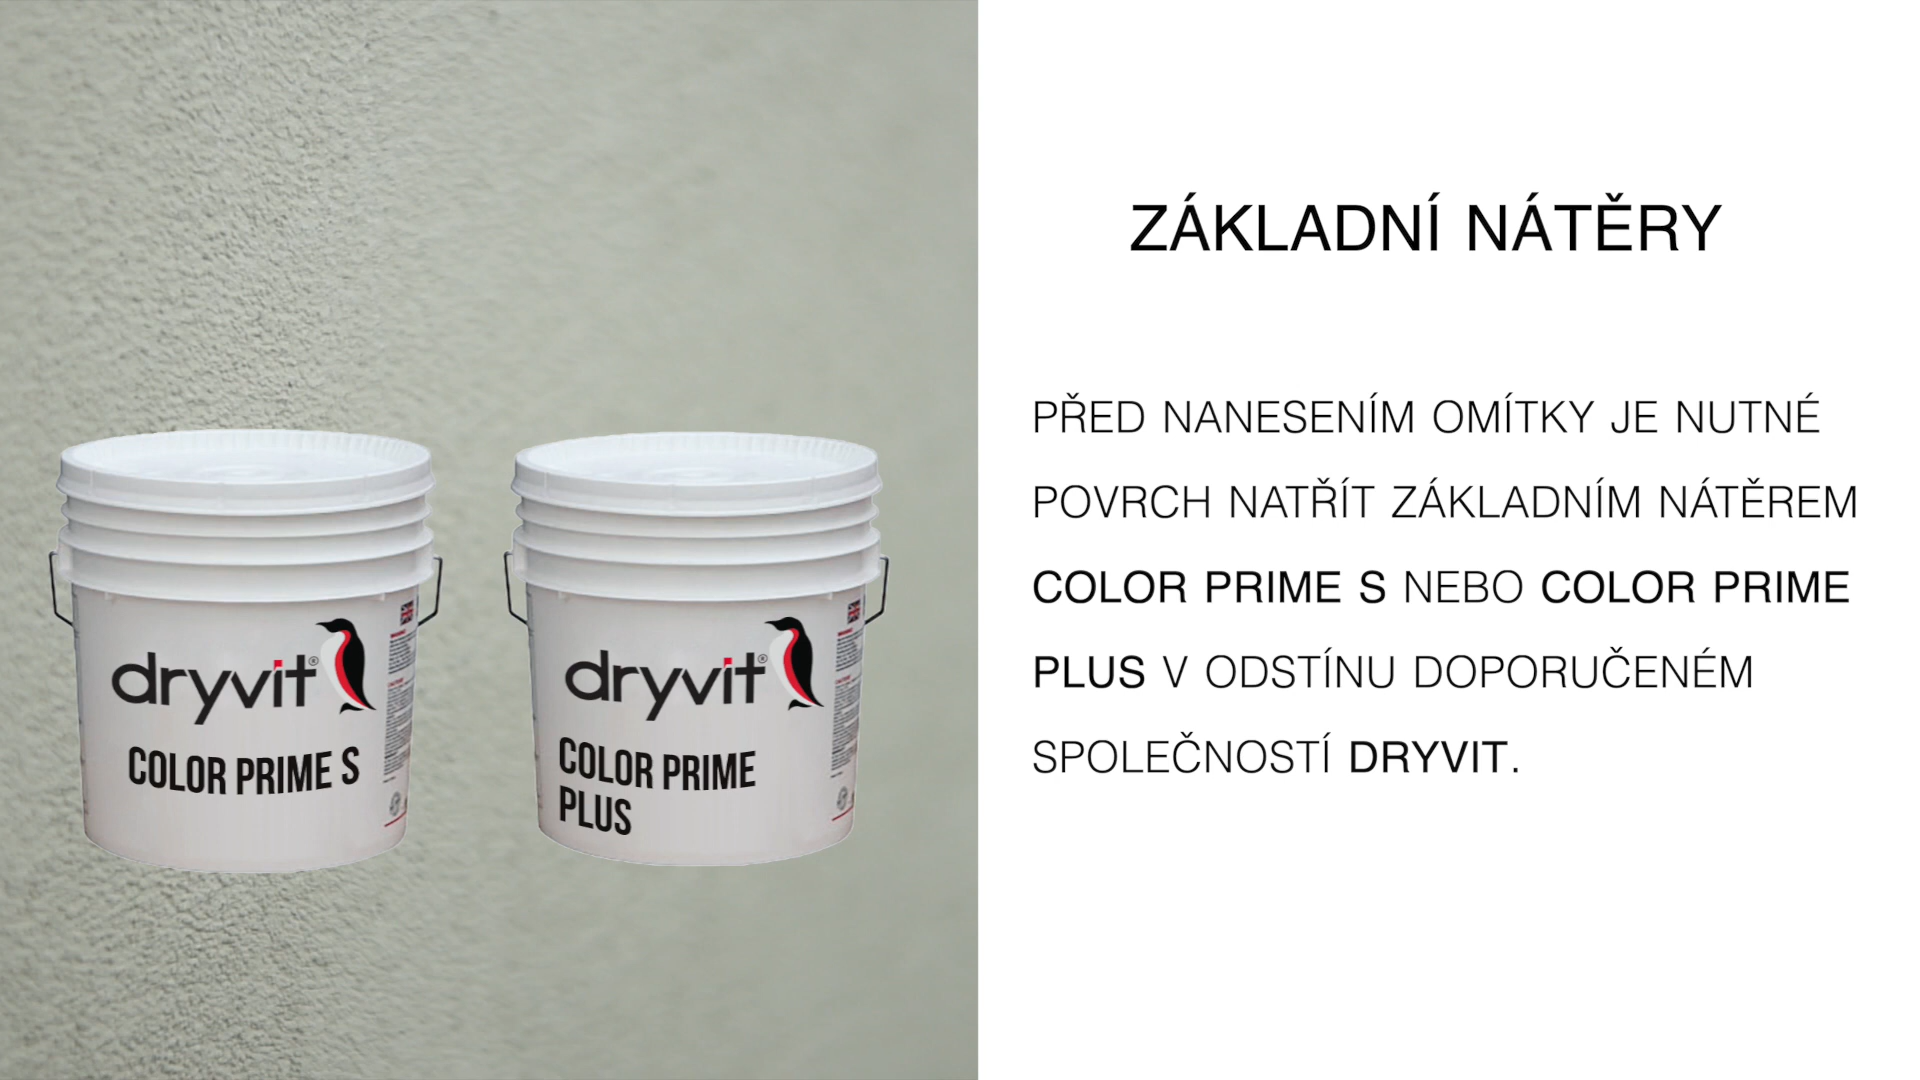 dryvit®
COLOR PRIME S
dryvit®
COLOR PRIME
PLUS
ZÁKLADNÍ NÁTĚRY
PŘED NANESENÍM OMÍTKY JE NUTNÉ
POVRCH NATŘÍT ZÁKLADNÍM NÁTĚREM
COLOR PRIME S NEBO COLOR PRIME
PLUS V ODSTÍNU DOPORUČENÉM
SPOLEČNOSTÍ DRYVIT.